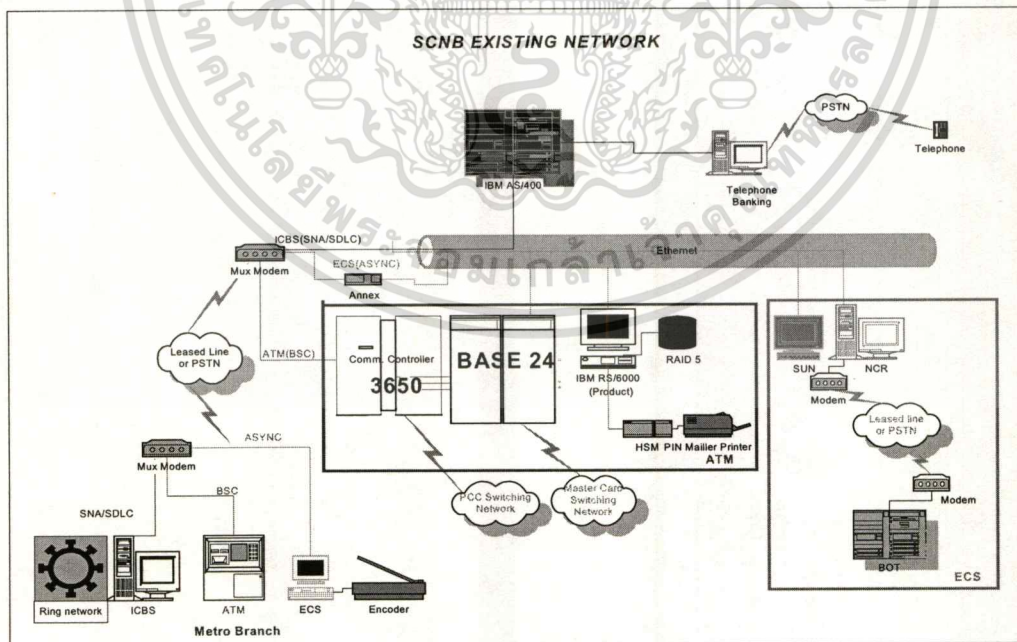 SCNB EXISTING NETWORK
PSTN
Telephone
IBM AS/400
Telephone
Banking
ICBS(SNA/SDLC)
Ethernet
Mux Modem
ECS(ASYNC)
Annex
Leased Line
or PSTN
ATM(BSC)
Comm. Controller
3650
BASE 24
IBM RS/6000
(Product)
RAID 5
HSM PIN Mailler Printer
ATM
SUN
NCR
Modem
Leased line
or PSTN
Modem
BOT
ECS
PCC Switching
Network
Master Card
Switching
Network
ASYNC
Mux Modem
BSC
SNA/SDLC
Ring network
ICBS
ATM
ECS
Encoder
Metro Branch